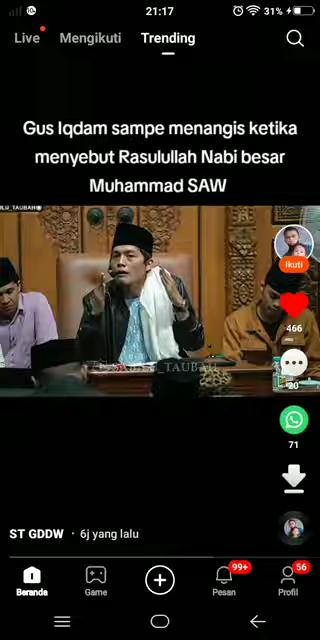 21:17
31%
Live
Mengikuti
Trending
Gus Iqdam sampe menangis ketika
menyebut Rasulullah Nabi besar
Muhammad SAW
Ikuti
466
20
71
ST GDDW · 6j yang lalu
99+
56
Beranda
Game
Pesan
Profil